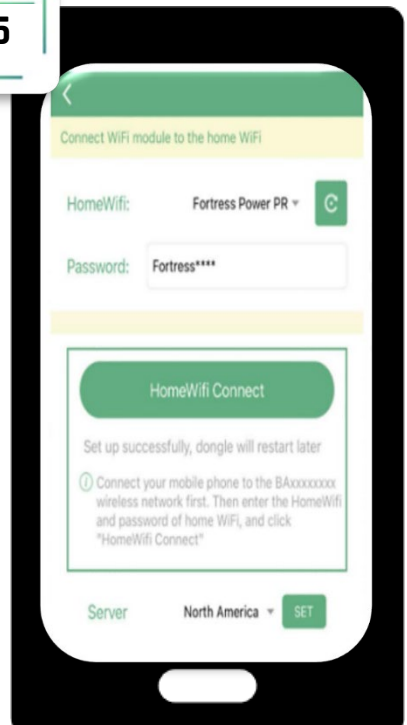 5
Connect WiFi module to the home WiFi
HomeWifi: Fortress Power PR
Password: Fortress****
HomeWifi Connect
Set up successfully, dongle will restart later
Connect your mobile phone to the BAxxxxxxxx
wireless network first. Then enter the HomeWifi
and password of home WiFi, and click
"HomeWifi Connect"
Server North America SET